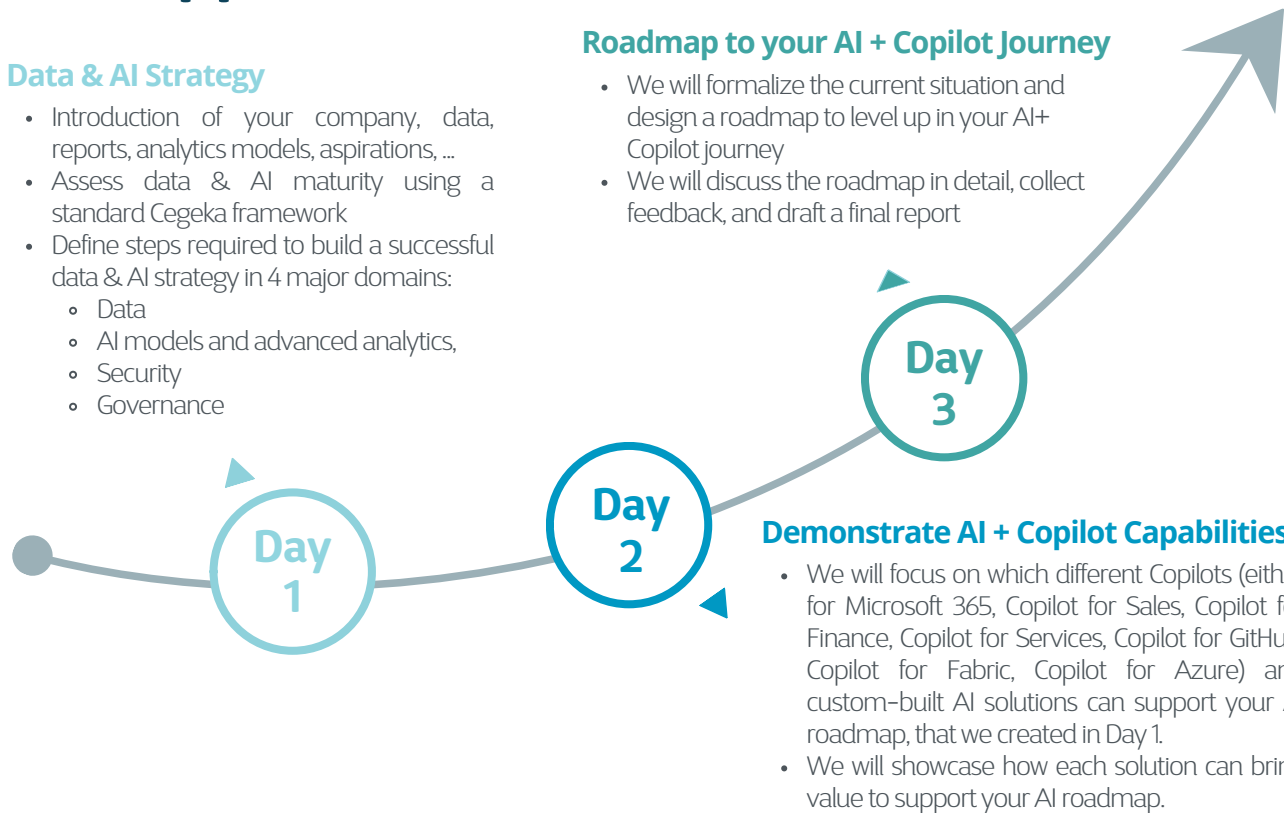 Data & AI Strategy
• Introduction of your company, data,
reports, analytics models, aspirations, ...
• Assess data & AI maturity using a
standard Cegeka framework
• Define steps required to build a successful
data & AI strategy in 4 major domains:
Data
AI models and advanced analytics,
Security
Governance
Day
1
Day
2
Roadmap to your AI + Copilot Journey
• We will formalize the current situation and
design a roadmap to level up in your AI+
Copilot journey
• We will discuss the roadmap in detail, collect
feedback, and draft a final report
Day
3
Demonstrate AI + Copilot Capabilities
• We will focus on which different Copilots
for Microsoft 365, Copilot for Sales, Copilot
Finance, Copilot for Services, Copilot for
Copilot for Fabric, Copilot for Azure)
custom-built AI solutions can support your
roadmap, that we created in Day 1.
• We will showcase how each solution can
value to support your AI roadmap.